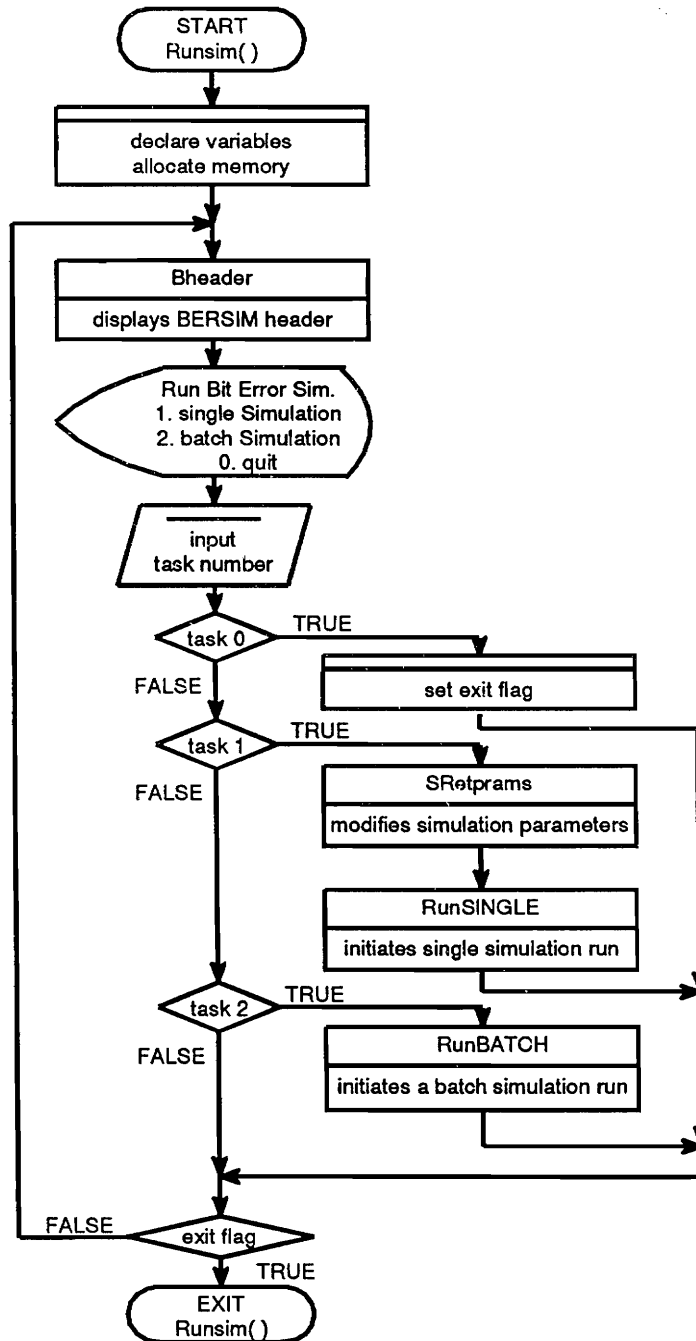 START
Runsim( )
declare variables
allocate memory
Bheader
displays BERSIM header
Run Bit Error Sim.
1. single Simulation
2. batch Simulation
0. quit
input
task number
task 0
TRUE
FALSE
set exit flag
task 1
TRUE
FALSE
SRetprams
modifies simulation parameters
RunSINGLE
initiates single simulation run
task 2
TRUE
FALSE
RunBATCH
initiates a batch simulation run
exit flag
FALSE
TRUE
EXIT
Runsim( )